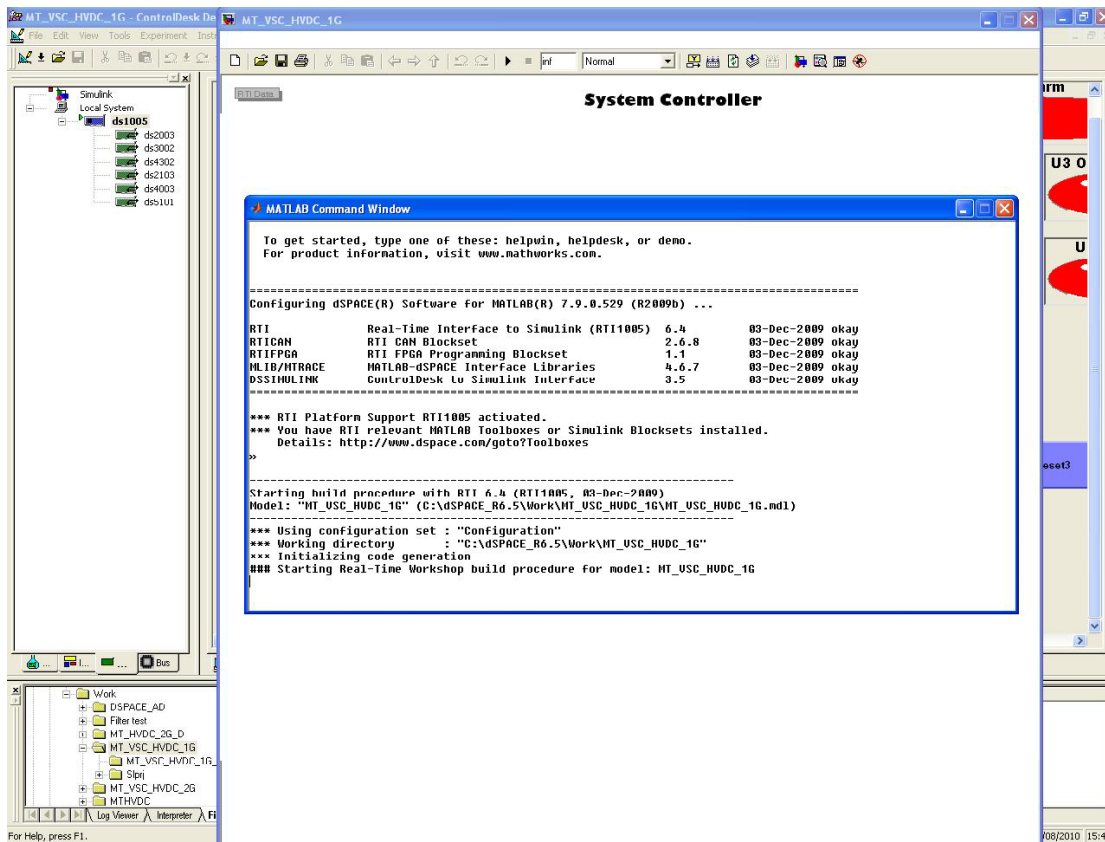 MT_VSC_HVDC_1G - ControlDesk De
File Edit View Tools Experiment Inst
MT_VSC_HVDC_1G
inf Normal
Simulink
Local System
ds1005
ds2003
ds3002
ds4302
ds2103
ds4003
ds5101
RTI Data
System Controller
U3 O
U
eset3
MATLAB Command Window
To get started, type one of these: helpwin, helpdesk, or demo.
For product information, visit www.mathworks.com.
================================================================================
Configuring dSPACE(R) Software for MATLAB(R) 7.9.0.529 (R2009b) ...
RTI Real-Time Interface to Simulink (RTI1005) 6.4 03-Dec-2009 okay
RTICAN RTI CAN Blockset 2.6.8 03-Dec-2009 okay
RTIFPGA RTI FPGA Programming Blockset 1.1 03-Dec-2009 okay
MLIB/MTRACE MATLAB-dSPACE Interface Libraries 4.6.7 03-Dec-2009 okay
DSSIMULINK ControlDesk to Simulink Interface 3.5 03-Dec-2009 okay
================================================================================
*** RTI Platform Support RTI1005 activated.
*** You have RTI relevant MATLAB Toolboxes or Simulink Blocksets installed.
Details: http://www.dspace.com/goto?Toolboxes
>>
----------------------------------------------------------------
Starting build procedure with RTI 6.4 (RTI1005, 03-Dec-2009)
Model: "MT_VSC_HVDC_1G" (C:\dSPACE_R6.5\Work\MT_VSC_HVDC_1G\MT_VSC_HVDC_1G.mdl)
----------------------------------------------------------------
*** Using configuration set : "Configuration"
*** Working directory : "C:\dSPACE_R6.5\Work\MT_VSC_HVDC_1G"
*** Initializing code generation
### Starting Real-Time Workshop build procedure for model: MT_VSC_HVDC_1G
... I... ... Bus
Work
DSPACE_AD
Filter test
MT_HVDC_2G_D
MT_VSC_HVDC_1G
MT_VSC_HVDC_1G_
Slprj
MT_VSC_HVDC_2G
MTHVDC
Log Viewer Interpreter Fi
For Help, press F1.
/08/2010 15:4